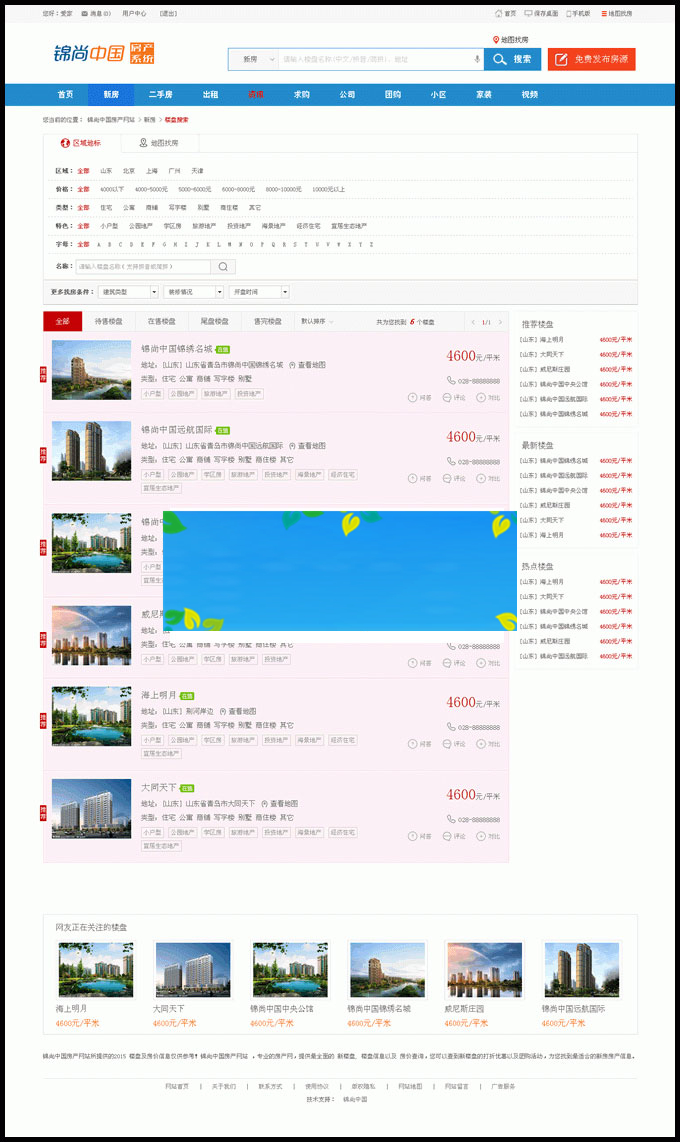 您好：爱家 消息(0) 用户中心 [退出]
首页 保存桌面 手机版 地图找房
锦尚中国 房产系统
地图找房
新房 请输入楼盘名称(中文/拼音/简拼)、地址 搜索 免费发布房源
首页 新房 二手房 出租 求购 公司 团购 小区 家装 视频
您当前的位置： 锦尚中国房产网站 > 新房 > 楼盘搜索
区域地标 地图找房
区域： 全部 山东 北京 上海 广州 天津
价格： 全部 4000以下 4000-5000元 5000-6000元 6000-8000元 8000-10000元 10000元以上
类型： 全部 住宅 公寓 商铺 写字楼 别墅 商住楼 其它
特色： 全部 小户型 公园地产 学区房 旅游地产 投资地产 海景地产 经济住宅 宜居生态地产
字母： 全部 A B C D E F G H I J K L M N O P Q R S T U V W X Y Z
名称： 请输入楼盘名称(支持拼音或简拼)
更多找房条件： 建筑类型 装修情况 开盘时间
全部 待售楼盘 在售楼盘 尾盘楼盘 售完楼盘 默认排序 共为您找到 6 个楼盘 < 1/1 >
推荐
锦尚中国锦绣名城 在售
地址：[山东] 山东省青岛市锦尚中国锦绣名城 查看地图
类型：住宅 公寓 商铺 写字楼 别墅
小户型 公园地产 旅游地产 投资地产
4600元/平米
028-88888888
问答 评论 对比
推荐
锦尚中国远航国际 在售
地址：[山东] 山东省青岛市锦尚中国远航国际 查看地图
类型：住宅 公寓 商铺 写字楼 别墅 商住楼 其它
小户型 公园地产 学区房 旅游地产 投资地产 海景地产 经济住宅
宜居生态地产
4600元/平米
028-88888888
问答 评论 对比
推荐
锦尚中
地址：
类型：
小户型
宜居生态
推荐
威尼斯
地址：
类型：住宅 公寓 商铺 写字楼 别墅 商住楼 其它
小户型 公园地产 学区房 旅游地产 投资地产
028-88888888
问答 评论 对比
推荐
海上明月 在售
地址：[山东] 荆河岸边 查看地图
类型：住宅 公寓 商铺 写字楼 别墅 商住楼 其它
小户型 公园地产 学区房 旅游地产 投资地产 海景地产 经济住宅
宜居生态地产
4600元/平米
028-88888888
问答 评论 对比
推荐
大同天下 在售
地址：[山东] 山东省青岛市大同天下 查看地图
类型：住宅 公寓 商铺 写字楼 别墅 商住楼 其它
小户型 公园地产 学区房 旅游地产 投资地产 海景地产 经济住宅
宜居生态地产
4600元/平米
028-88888888
问答 评论 对比
推荐楼盘
[山东] 海上明月 4600元/平米
[山东] 大同天下 4600元/平米
[山东] 威尼斯庄园 4600元/平米
[山东] 锦尚中国中央公馆 4600元/平米
[山东] 锦尚中国远航国际 4600元/平米
[山东] 锦尚中国锦绣名城 4600元/平米
最新楼盘
[山东] 锦尚中国锦绣名城 4600元/平米
[山东] 锦尚中国远航国际 4600元/平米
[山东] 锦尚中国中央公馆 4600元/平米
[山东] 威尼斯庄园 4600元/平米
[山东] 大同天下 4600元/平米
[山东] 海上明月 4600元/平米
热点楼盘
[山东] 海上明月 4600元/平米
[山东] 大同天下 4600元/平米
[山东] 锦尚中国中央公馆 4600元/平米
[山东] 锦尚中国锦绣名城 4600元/平米
[山东] 威尼斯庄园 4600元/平米
[山东] 锦尚中国远航国际 4600元/平米
网友正在关注的楼盘
海上明月 大同天下 锦尚中国中央公馆 锦尚中国锦绣名城 威尼斯庄园 锦尚中国远航国际
4600元/平米 4600元/平米 4600元/平米 4600元/平米 4600元/平米 4600元/平米
锦尚中国房产网站所提供的2015 楼盘及房价信息仅供参考！锦尚中国房产网站 ，专业的房产网，提供最全面的 新楼盘、楼盘信息以及 房价查询，您可以查到新楼盘的打折优惠以及团购活动，为您找到最适合的新房房产信息。
网站首页 | 关于我们 | 联系方式 | 使用协议 | 版权隐私 | 网站地图 | 网站留言 | 广告服务
技术支持： 锦尚中国